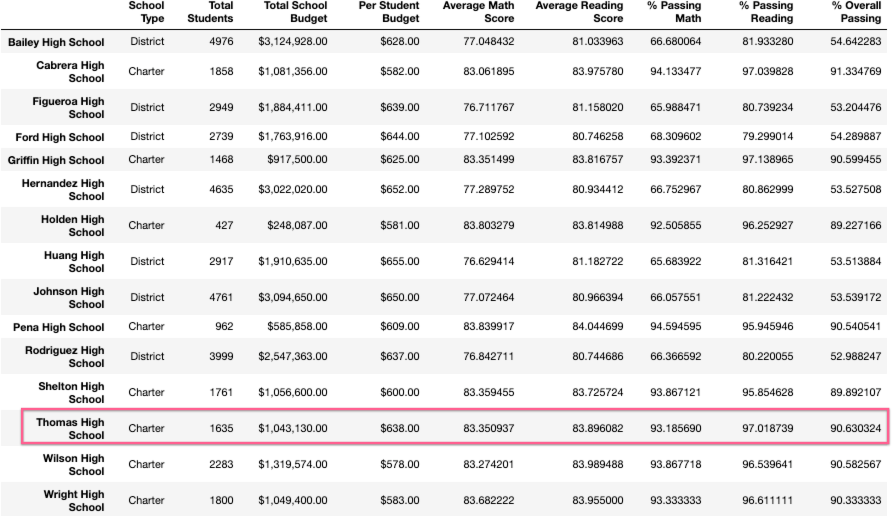 School Type Total Students Total School Budget Per Student Budget Average Math Score Average Reading Score % Passing Math % Passing Reading % Overall Passing
Bailey High School District 4976 $3,124,928.00 $628.00 77.048432 81.033963 66.680064 81.933280 54.642283
Cabrera High School Charter 1858 $1,081,356.00 $582.00 83.061895 83.975780 94.133477 97.039828 91.334769
Figueroa High School District 2949 $1,884,411.00 $639.00 76.711767 81.158020 65.988471 80.739234 53.204476
Ford High School District 2739 $1,763,916.00 $644.00 77.102592 80.746258 68.309602 79.299014 54.289887
Griffin High School Charter 1468 $917,500.00 $625.00 83.351499 83.816757 93.392371 97.138965 90.599455
Hernandez High School District 4635 $3,022,020.00 $652.00 77.289752 80.934412 66.752967 80.862999 53.527508
Holden High School Charter 427 $248,087.00 $581.00 83.803279 83.814988 92.505855 96.252927 89.227166
Huang High School District 2917 $1,910,635.00 $655.00 76.629414 81.182722 65.683922 81.316421 53.513884
Johnson High School District 4761 $3,094,650.00 $650.00 77.072464 80.966394 66.057551 81.222432 53.539172
Pena High School Charter 962 $585,858.00 $609.00 83.839917 84.044699 94.594595 95.945946 90.540541
Rodriguez High School District 3999 $2,547,363.00 $637.00 76.842711 80.744686 66.366592 80.220055 52.988247
Shelton High School Charter 1761 $1,056,600.00 $600.00 83.359455 83.725724 93.867121 95.854628 89.892107
Thomas High School Charter 1635 $1,043,130.00 $638.00 83.350937 83.896082 93.185690 97.018739 90.630324
Wilson High School Charter 2283 $1,319,574.00 $578.00 83.274201 83.989488 93.867718 96.539641 90.582567
Wright High School Charter 1800 $1,049,400.00 $583.00 83.682222 83.955000 93.333333 96.611111 90.333333